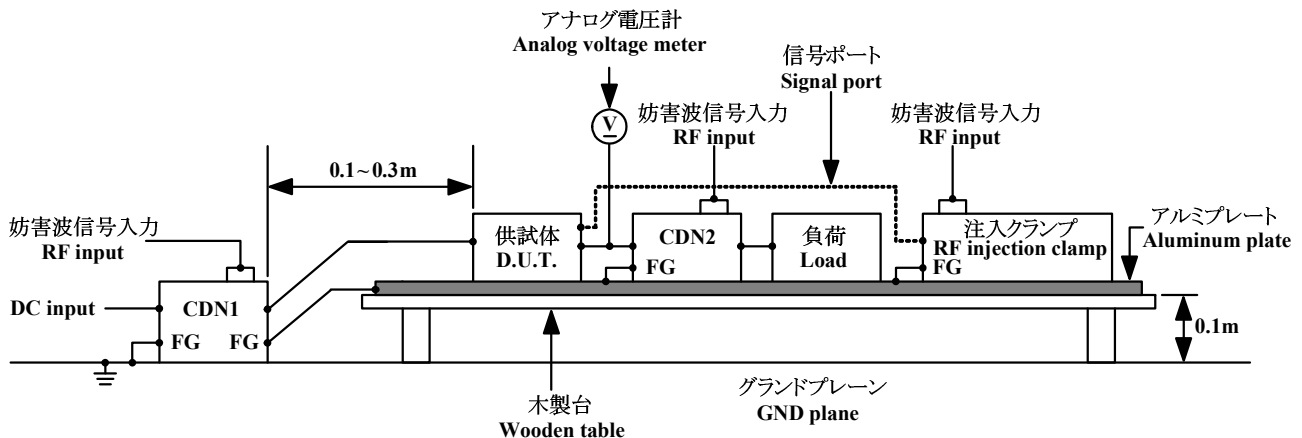 アナログ電圧計
Analog voltage meter
信号ポート
Signal port
妨害波信号入力
RF input
妨害波信号入力
RF input
V
0.1~0.3m
妨害波信号入力
RF input
供試体
D.U.T.
CDN2
FG
負荷
Load
注入クランプ
RF injection clamp
FG
アルミプレート
Aluminum plate
DC input
CDN1
FG FG
0.1m
木製台
Wooden table
グランドプレーン
GND plane